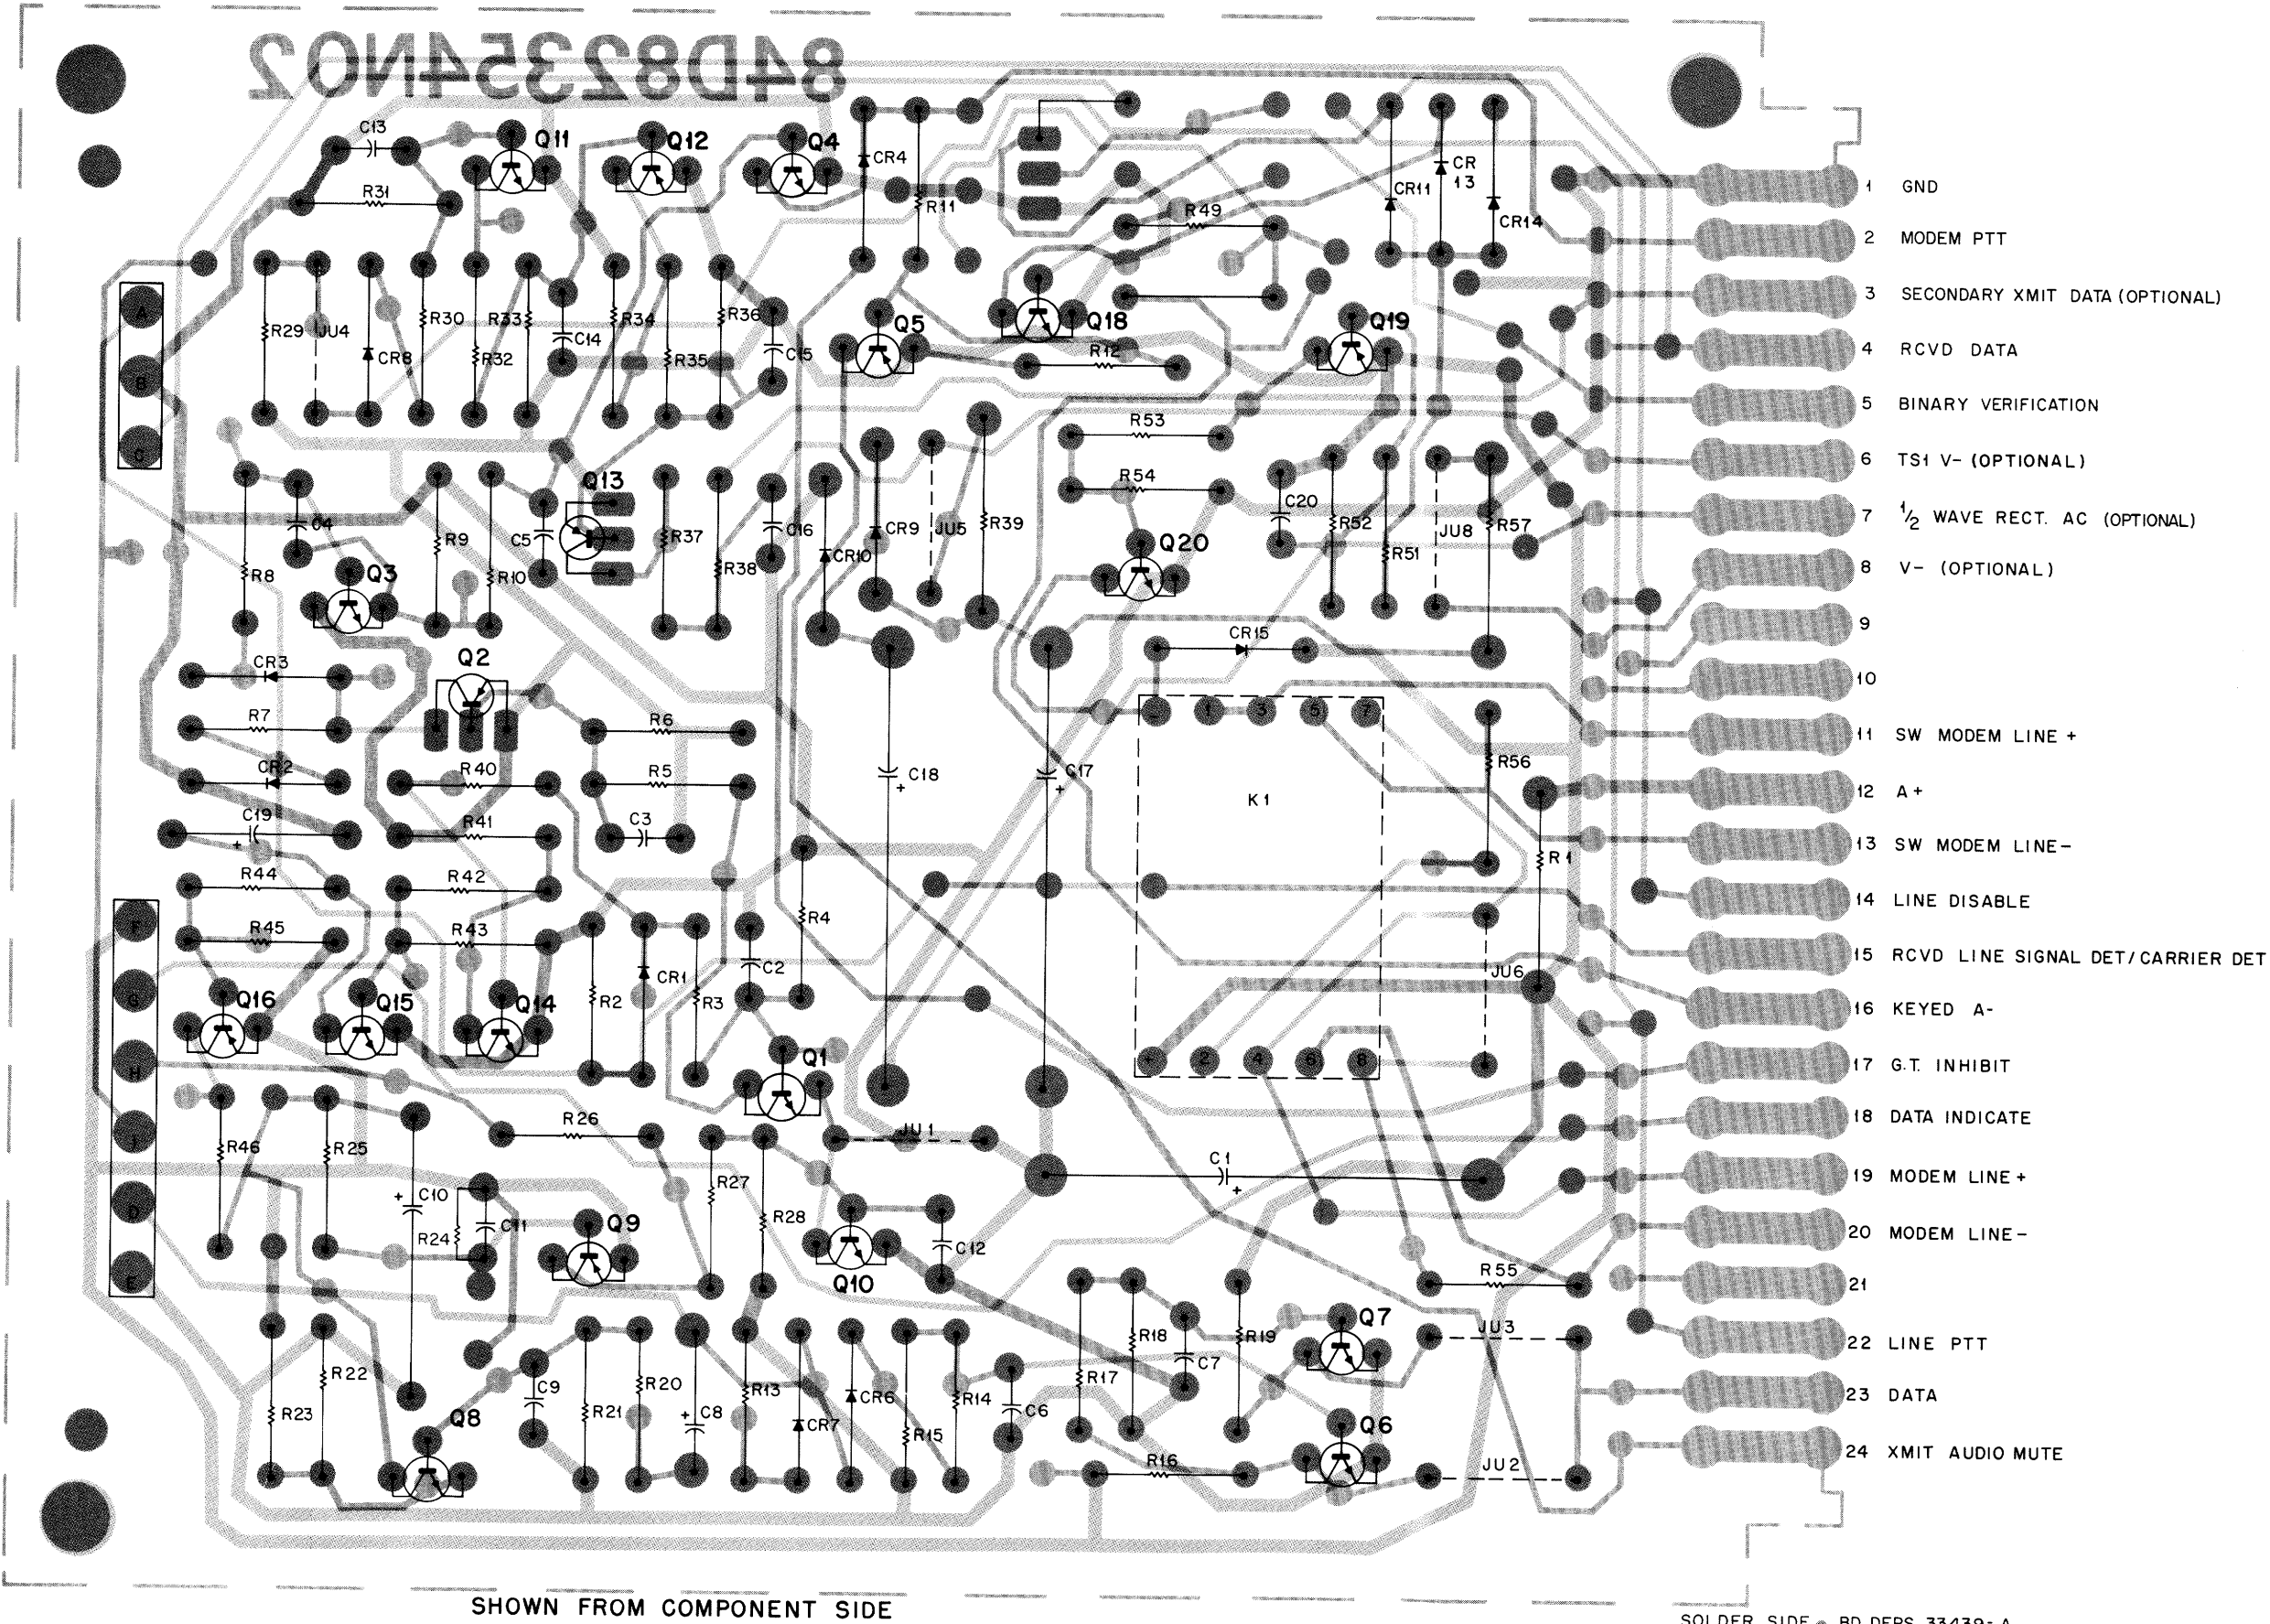 84D82354N02
C13
Q11
Q12
Q4
CR4
CR 13
R31
CR11
R11
R49
CR14
1 GND
2 MODEM PTT
3 SECONDARY XMIT DATA (OPTIONAL)
4 RCVD DATA
5 BINARY VERIFICATION
6 TS1 V- (OPTIONAL)
7 1/2 WAVE RECT. AC (OPTIONAL)
8 V- (OPTIONAL)
9
10
11 SW MODEM LINE +
12 A+
13 SW MODEM LINE-
14 LINE DISABLE
15 RCVD LINE SIGNAL DET/CARRIER DET
16 KEYED A-
17 G.T. INHIBIT
18 DATA INDICATE
19 MODEM LINE+
20 MODEM LINE-
21
22 LINE PTT
23 DATA
24 XMIT AUDIO MUTE
A
B
C
R29
JU4
CR8
R30
R32
R33
C14
R34
R35
R36
C15
Q5
Q18
R12
Q19
R53
R54
Q20
C20
R52
R51
JU8
R57
R8
C4
Q3
R9
R10
C5
Q13
R37
R38
C16
CR10
CR9
JU5
R39
CR3
Q2
CR15
R7
R6
CR2
R40
R5
C18
+
C17
+
- 1 3 5 7
K1
R56
R1
C19
+
R41
C3
R44
R42
R4
R45
R43
F
G
H
J
D
E
Q16
Q15
Q14
R2
CR1
R3
C2
JU6
+ 2 4 6 8
Q1
R46
R25
R26
JU1
C1
+
+ C10
R24
C11
Q9
R27
R28
Q10
C12
R55
R23
R22
Q8
C9
R21
R20
+ C8
R13
CR7
CR6
R15
R14
C6
R17
R18
C7
R19
Q7
JU3
Q6
R16
JU2
SHOWN FROM COMPONENT SIDE
SOLDER SIDE BD DEPS 33439-A